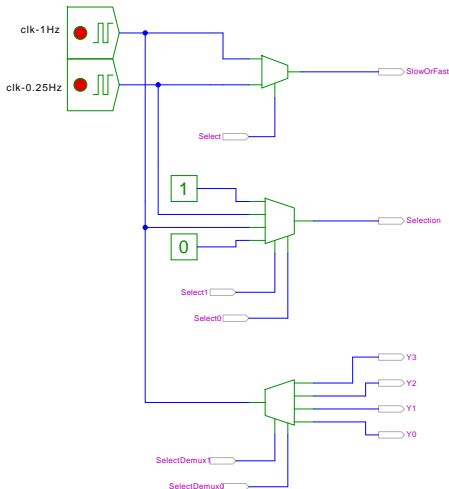 clk-1Hz
clk-0.25Hz
SlowOrFast
Select
1
Selection
0
Select1
Select0
Y3
Y2
Y1
Y0
SelectDemux1
SelectDemux0